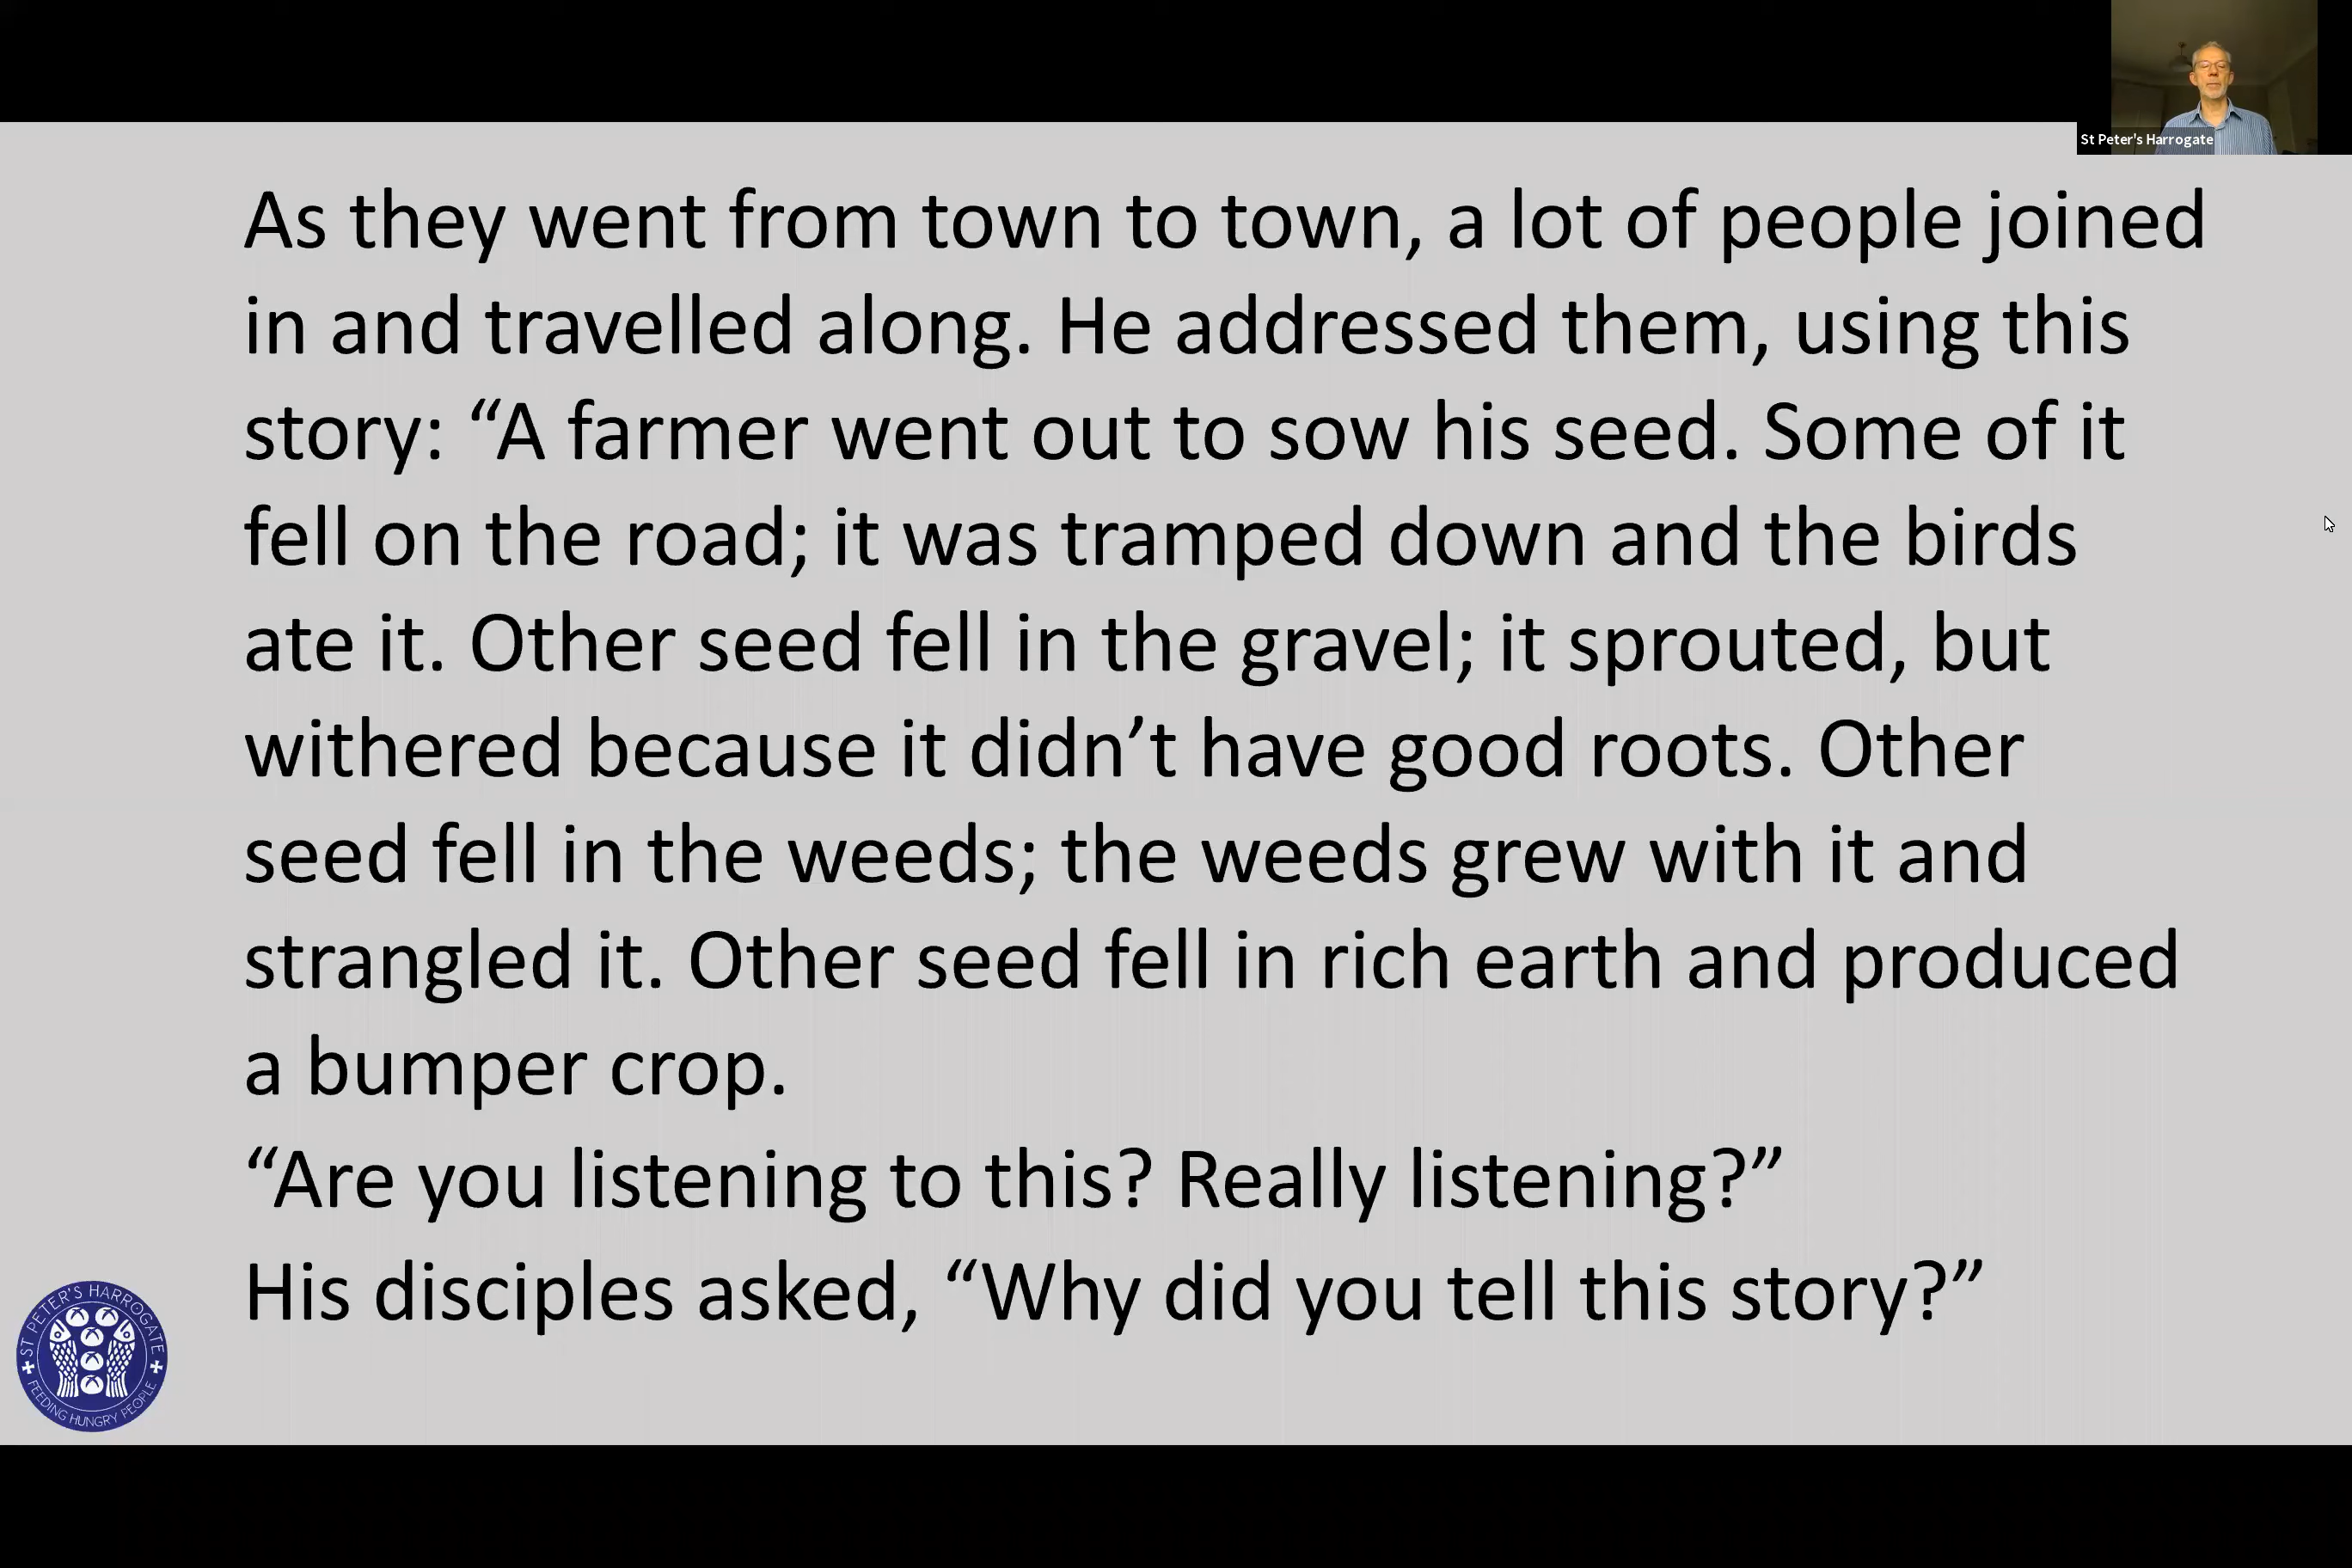 St Peter's Harrogate
As they went from town to town, a lot of people joined
in and travelled along. He addressed them, using this
story: “A farmer went out to sow his seed. Some of it
fell on the road; it was tramped down and the birds
ate it. Other seed fell in the gravel; it sprouted, but
withered because it didn’t have good roots. Other
seed fell in the weeds; the weeds grew with it and
strangled it. Other seed fell in rich earth and produced
a bumper crop.
“Are you listening to this? Really listening?”
His disciples asked, “Why did you tell this story?”
ST PETER'S HARROGATE
FEEDING HUNGRY PEOPLE